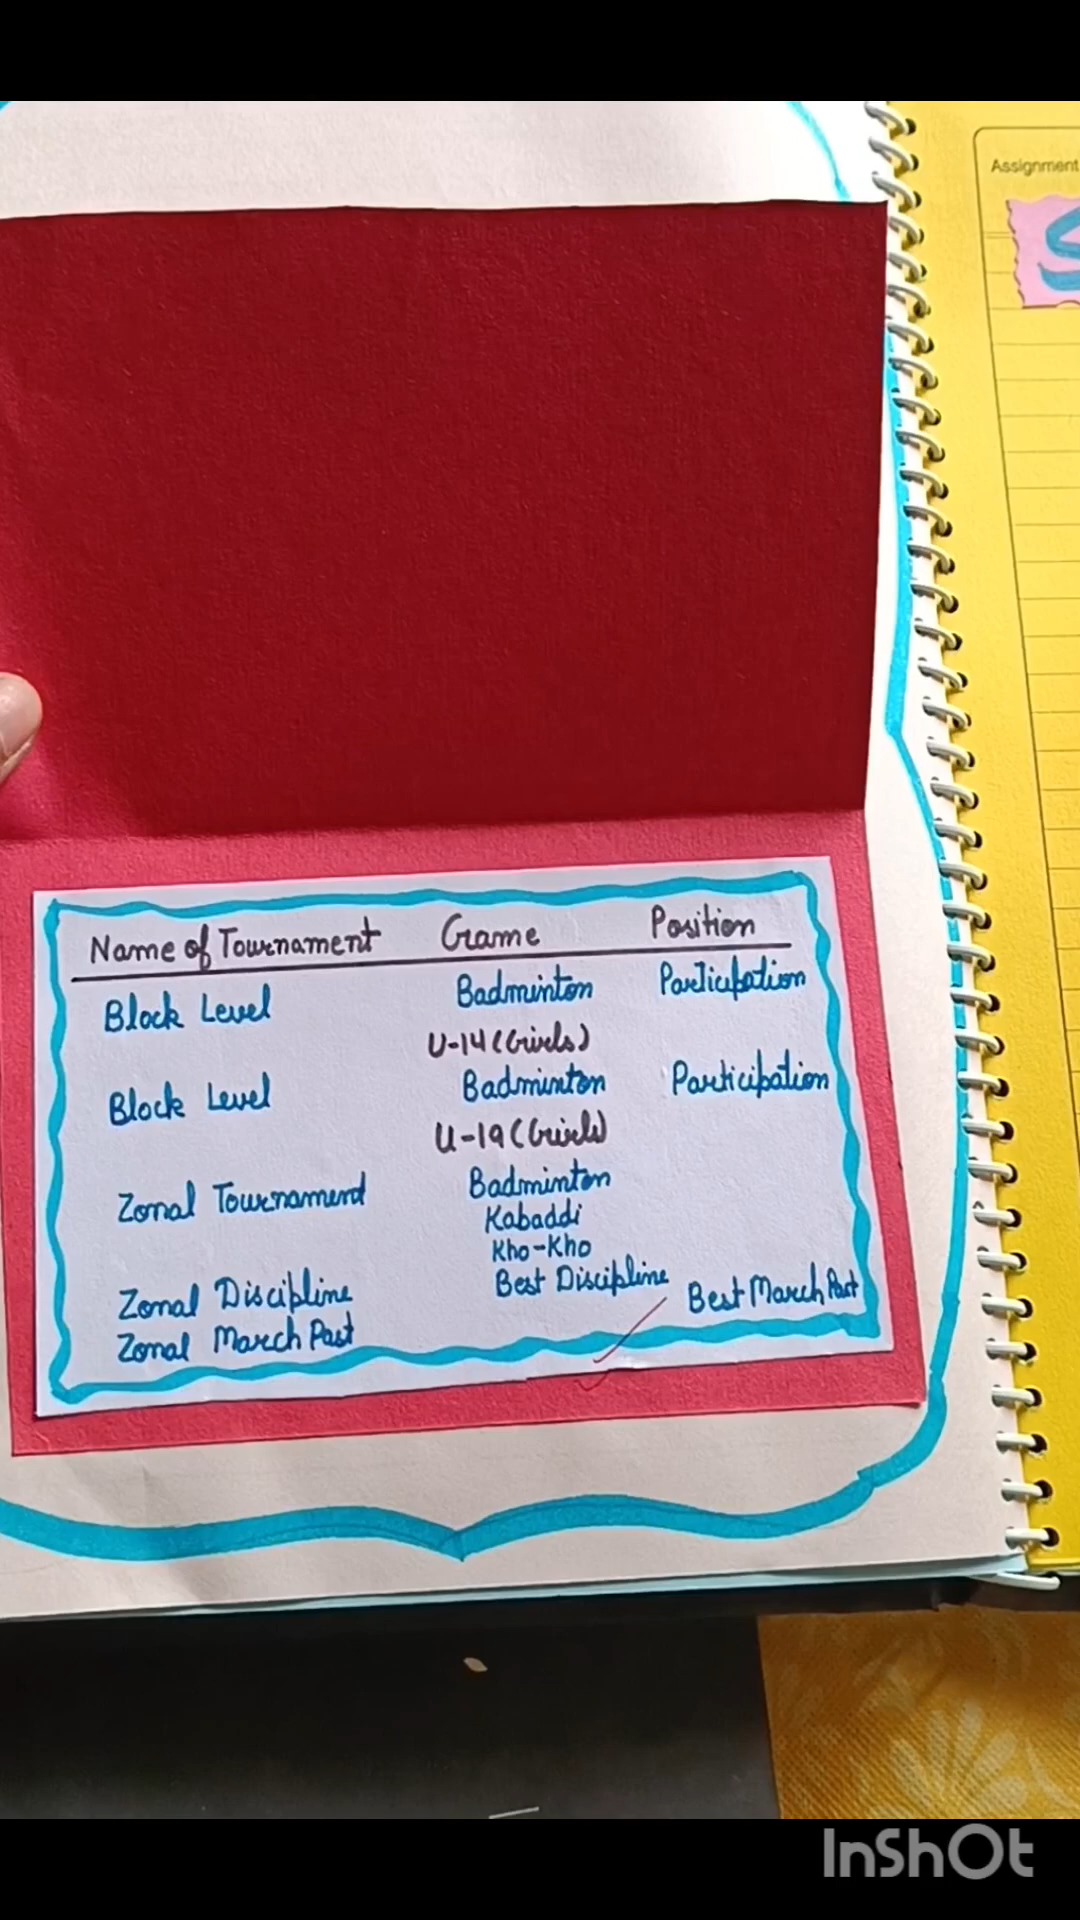 Assignment
Name of Tournament Game Position
Block Level Badminton Participation
U-14 (Girls)
Block Level Badminton Participation
U-19 (Girls)
Zonal Tournament Badminton
Kabaddi
Kho-Kho
Zonal Discipline Best Discipline Best March Past
Zonal March Past
InShOt